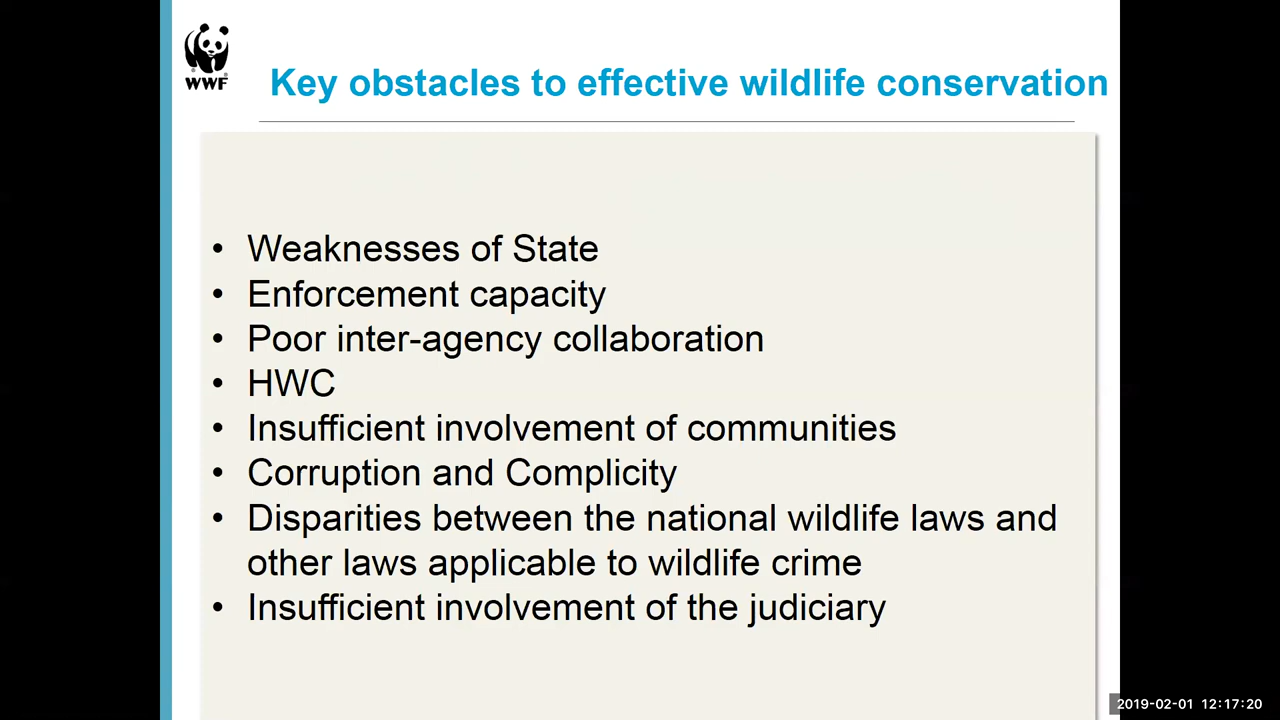 WWF
Key obstacles to effective wildlife conservation
• Weaknesses of State
• Enforcement capacity
• Poor inter-agency collaboration
• HWC
• Insufficient involvement of communities
• Corruption and Complicity
• Disparities between the national wildlife laws and
other laws applicable to wildlife crime
• Insufficient involvement of the judiciary
2019-02-01 12:17:20